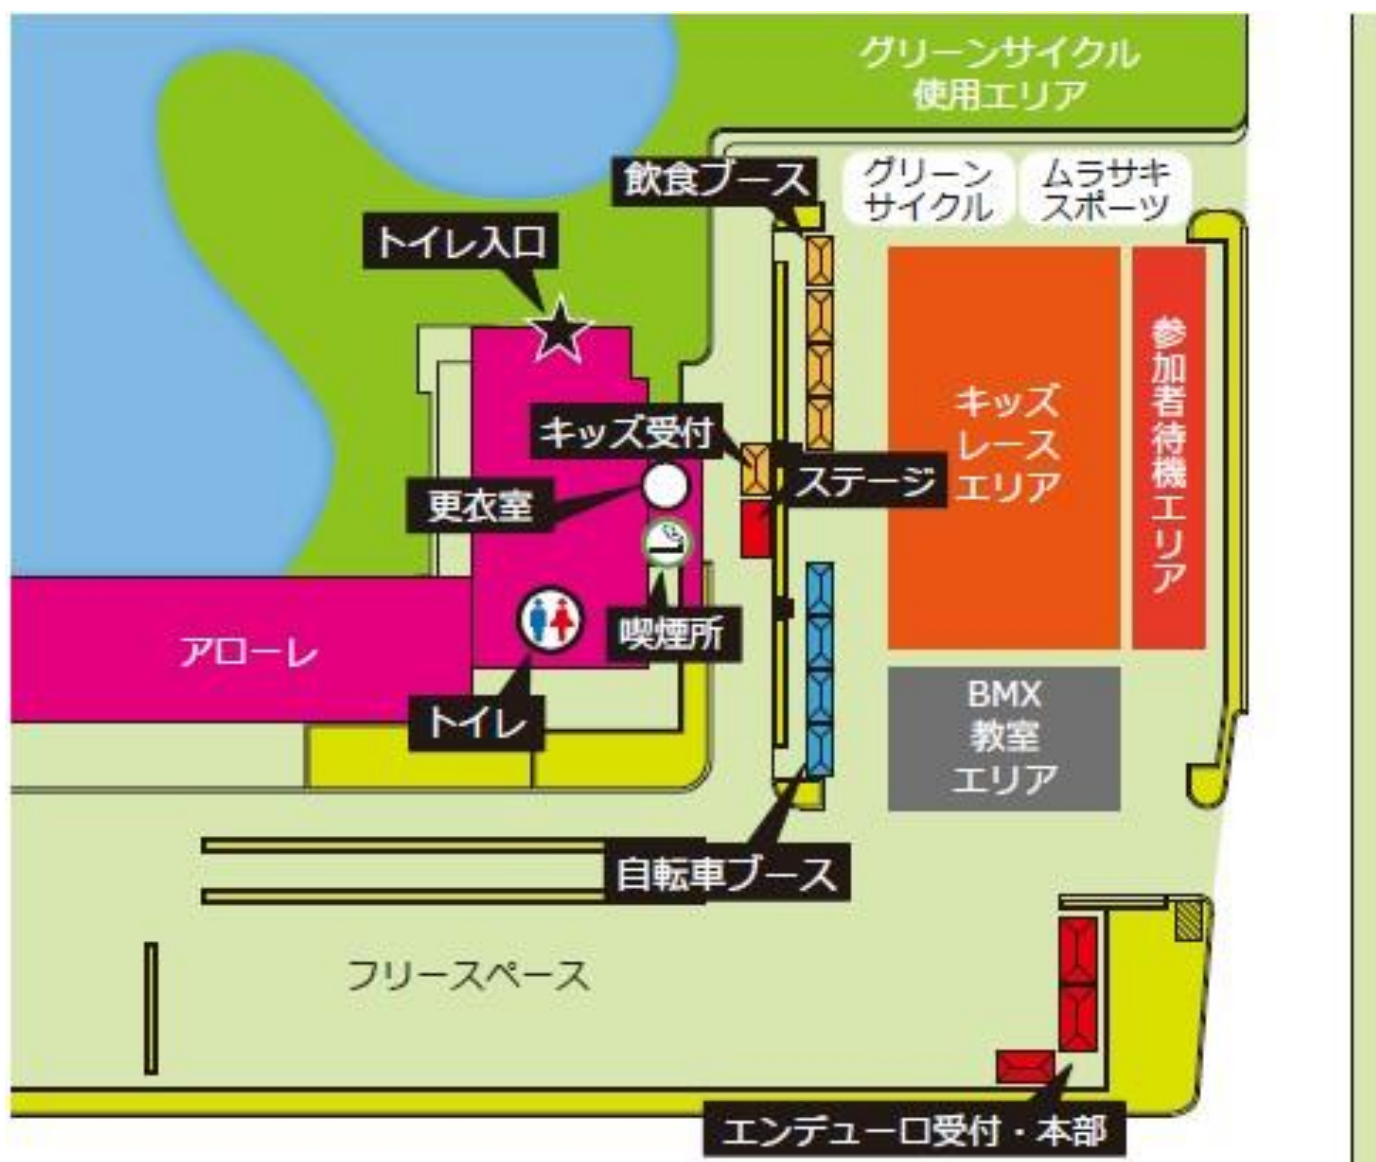 グリーンサイクル
使用エリア
飲食ブース
グリーン
サイクル
ムラサキ
スポーツ
トイレ入口
キッズ
レース
エリア
参加者待機エリア
キッズ受付
ステージ
更衣室
喫煙所
アローレ
トイレ
BMX
教室
エリア
自転車ブース
フリースペース
エンデューロ受付・本部